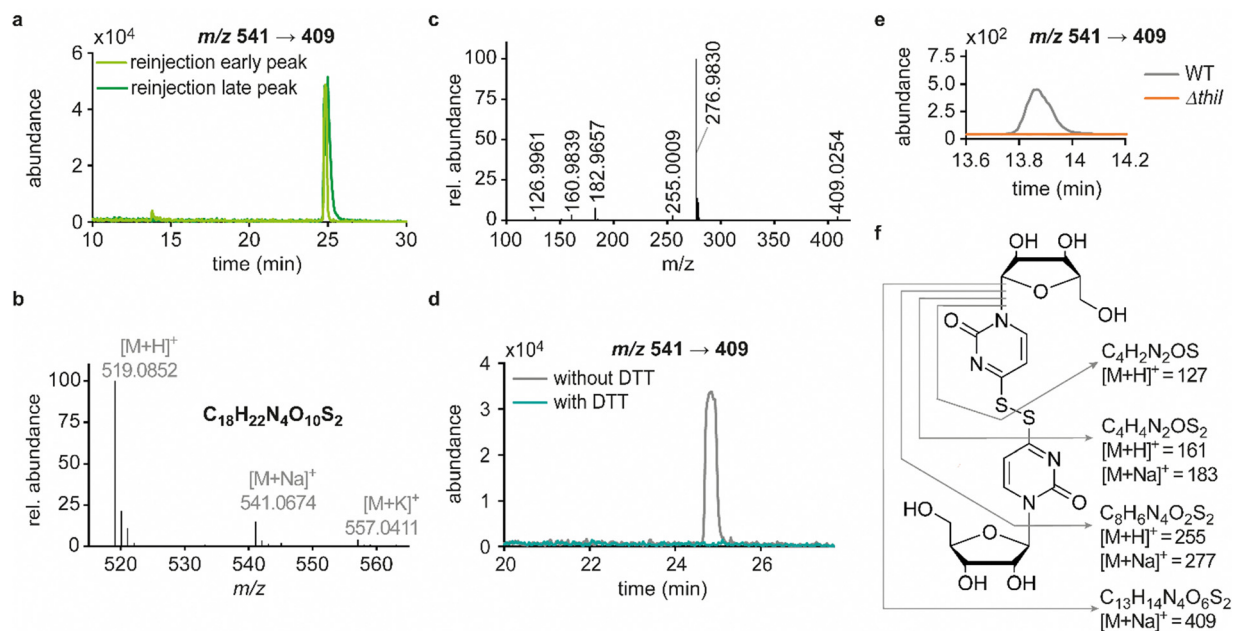 a
x10⁴
m/z 541 → 409
6
4
2
0
abundance
reinjection early peak
reinjection late peak
10 15 20 25 30
time (min)
b
[M+H]⁺
519.0852
100
75
50
25
0
rel. abundance
C₁₈H₂₂N₄O₁₀S₂
[M+Na]⁺
541.0674
[M+K]⁺
557.0411
520 530 540 550 560
m/z
c
100
75
50
25
0
rel. abundance
126.9961
160.9839
182.9657
255.0009
276.9830
409.0254
100 150 200 250 300 350 400
m/z
d
x10⁴
m/z 541 → 409
4
3
2
1
0
abundance
without DTT
with DTT
20 22 24 26
time (min)
e
x10²
m/z 541 → 409
7.5
5.0
2.5
0
abundance
WT
ΔthiI
13.6 13.8 14 14.2
time (min)
f
OH OH
O
OH
N
O
N
S
S
N
N
O
HO
O
OH OH
C₄H₂N₂OS
[M+H]⁺ = 127
C₄H₄N₂OS₂
[M+H]⁺ = 161
[M+Na]⁺ = 183
C₈H₆N₄O₂S₂
[M+H]⁺ = 255
[M+Na]⁺ = 277
C₁₃H₁₄N₄O₆S₂
[M+Na]⁺ = 409